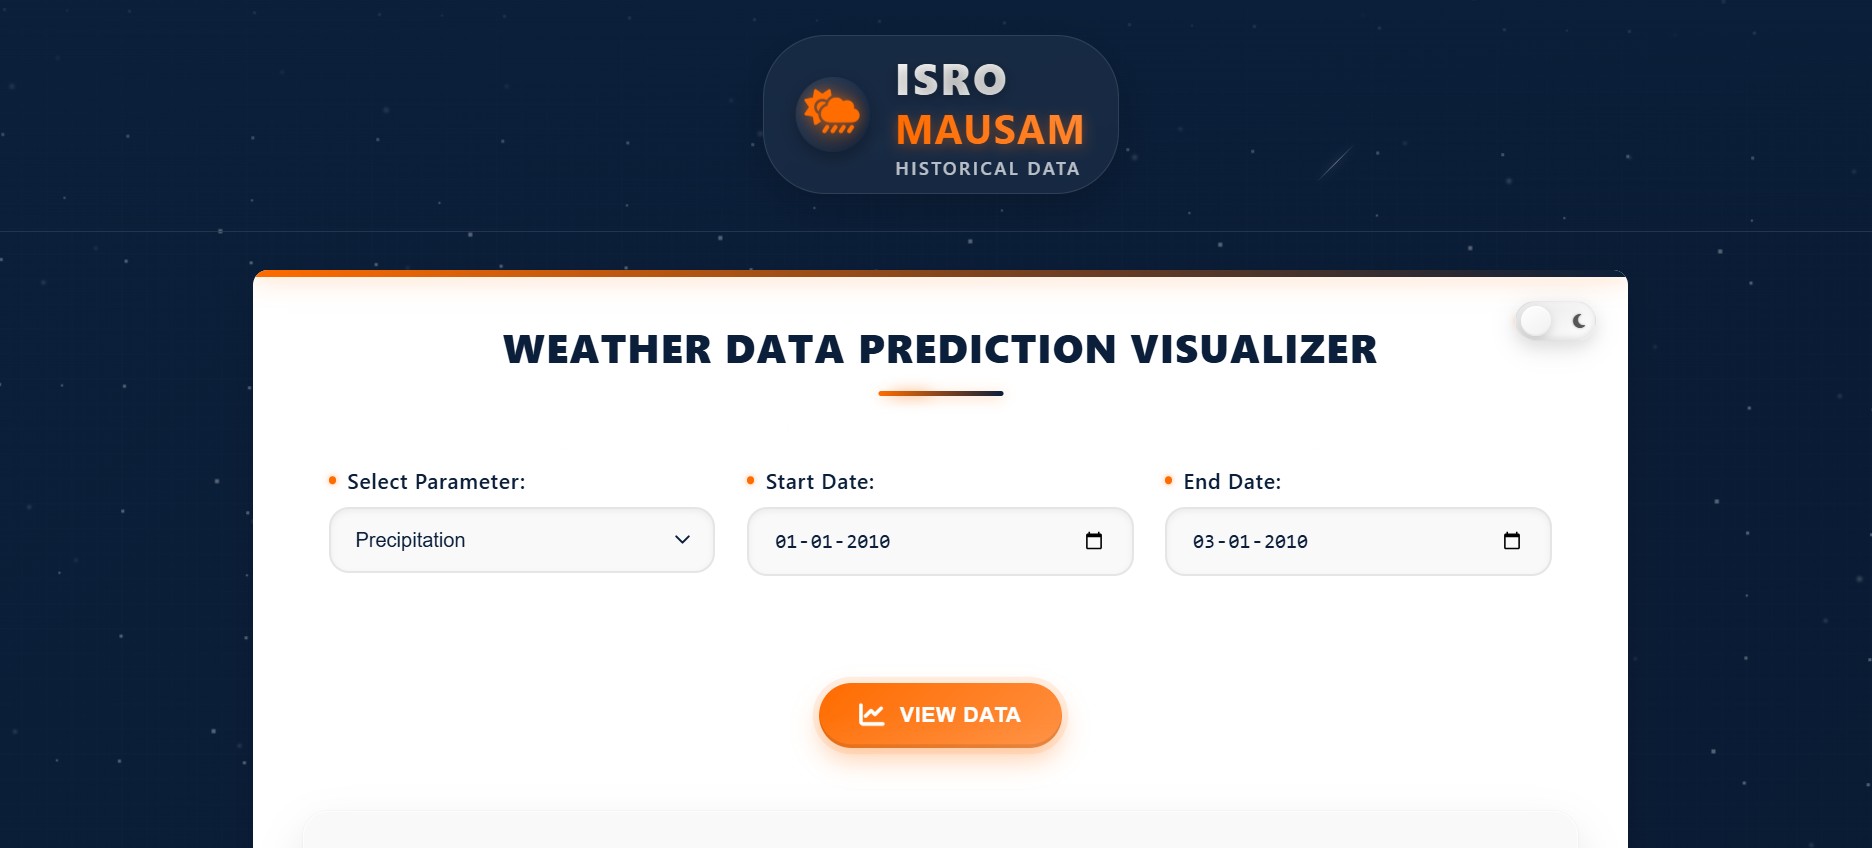 ISRO
MAUSAM
HISTORICAL DATA
WEATHER DATA PREDICTION VISUALIZER
Select Parameter:
Start Date:
End Date:
Precipitation
01-01-2010
03-01-2010
VIEW DATA